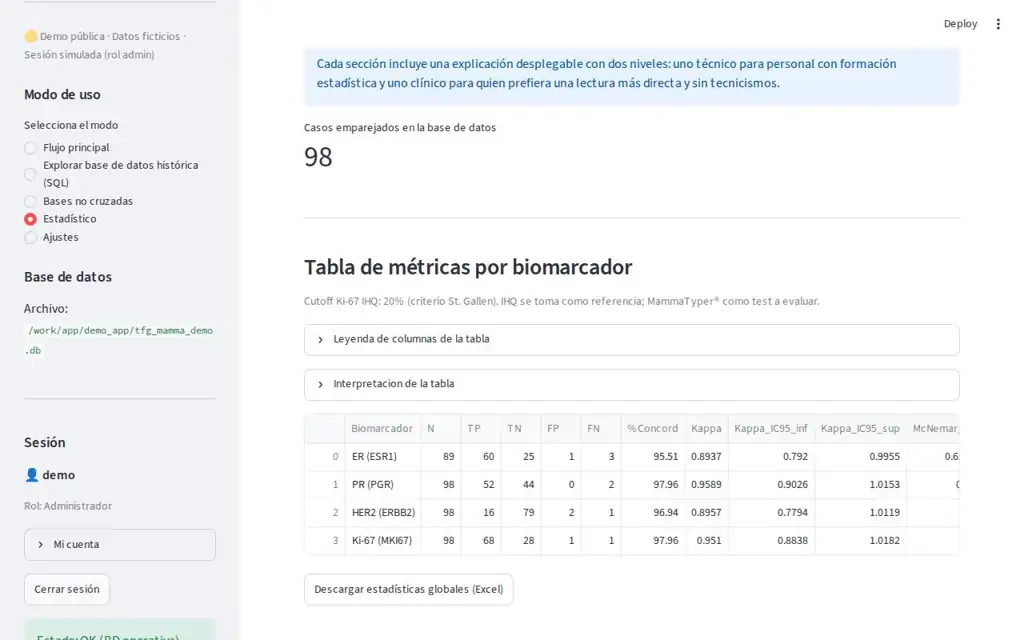 Demo pública · Datos ficticios ·
Sesión simulada (rol admin)
Modo de uso
Selecciona el modo
Flujo principal
Explorar base de datos histórica
(SQL)
Bases no cruzadas
Estadístico
Ajustes
Base de datos
Archivo:
/work/app/demo_app/tfg_mamma_demo
.db
Sesión
demo
Rol: Administrador
Mi cuenta
Cerrar sesión
Estado: OK (BD operativa)
Deploy
Cada sección incluye una explicación desplegable con dos niveles: uno técnico para personal con formación
estadística y uno clínico para quien prefiera una lectura más directa y sin tecnicismos.
Casos emparejados en la base de datos
98
Tabla de métricas por biomarcador
Cutoff Ki-67 IHQ: 20% (criterio St. Gallen). IHQ se toma como referencia; MammaTyper® como test a evaluar.
Leyenda de columnas de la tabla
Interpretacion de la tabla
Biomarcador N TP TN FP FN %Concord Kappa Kappa_IC95_inf Kappa_IC95_sup McNemar_
0 ER (ESR1) 89 60 25 1 3 95.51 0.8937 0.792 0.9955
1 PR (PGR) 98 52 44 0 2 97.96 0.9589 0.9026 1.0153
2 HER2 (ERBB2) 98 16 79 2 1 96.94 0.8957 0.7794 1.0119
3 Ki-67 (MKI67) 98 68 28 1 1 97.96 0.951 0.8838 1.0182
Descargar estadísticas globales (Excel)